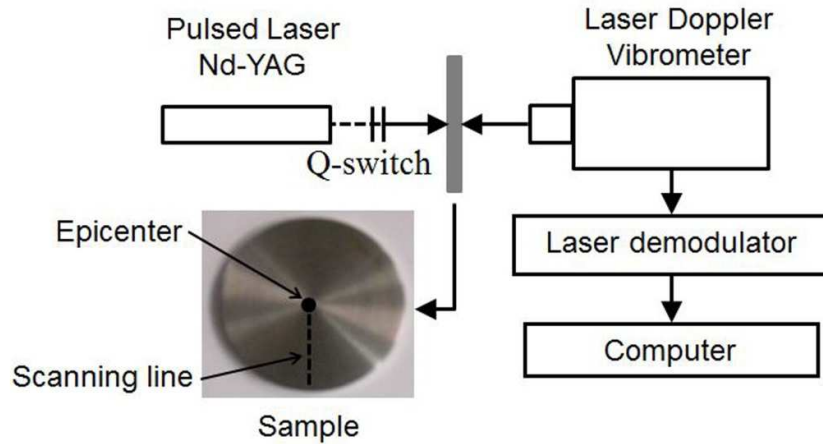 Pulsed Laser
Nd-YAG
Laser Doppler
Vibrometer
Q-switch
Epicenter
Laser demodulator
Scanning line
Computer
Sample